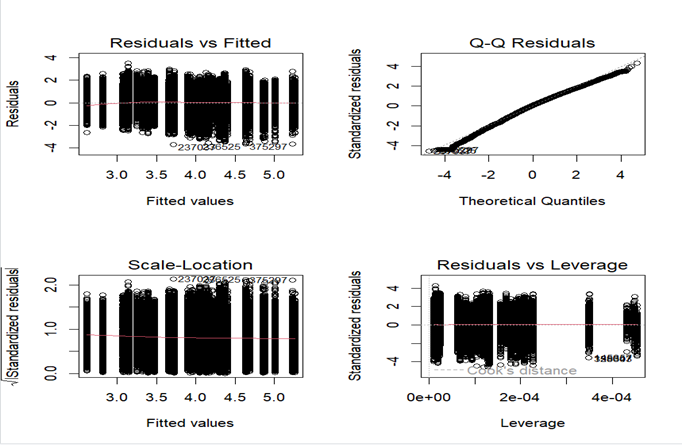 Residuals vs Fitted
Residuals
4
2
0
-2
-4
237027
236525
375297
3.0 3.5 4.0 4.5 5.0
Fitted values
Q-Q Residuals
Standardized residuals
4
2
0
-2
-4
-4 -2 0 2 4
Theoretical Quantiles
Scale-Location
√|Standardized residuals|
2.0
1.0
0.0
3.0 3.5 4.0 4.5 5.0
Fitted values
Residuals vs Leverage
Standardized residuals
4
2
0
-4
Cook's distance
0e+00 2e-04 4e-04
Leverage